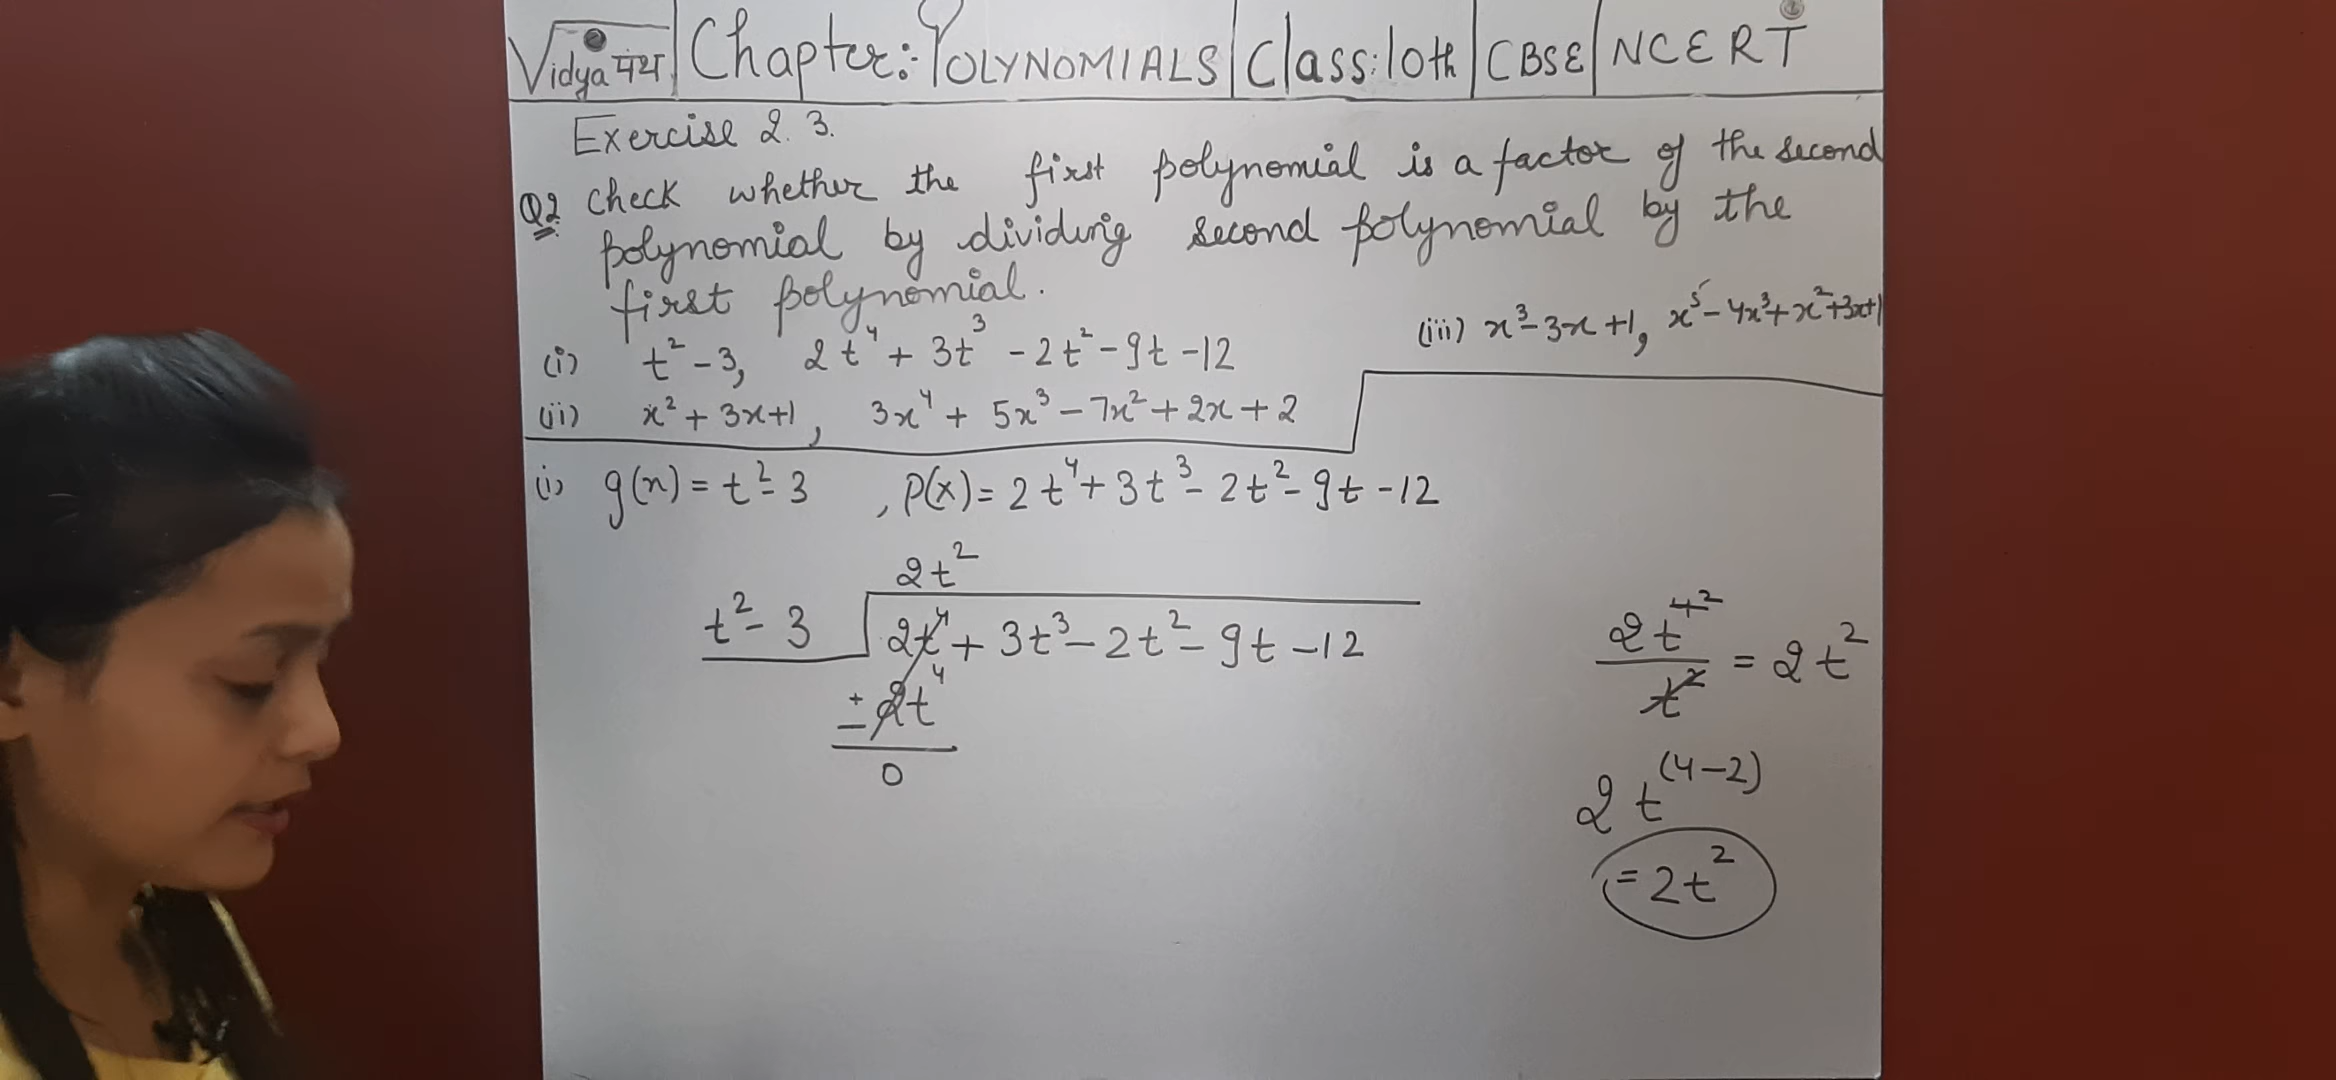 Vidya पथ | Chapter:- POLYNOMIALS | Class:10th | CBSE | NCERT
Exercise 2.3.
Q2 Check whether the first polynomial is a factor of the second
polynomial by dividing second polynomial by the
first polynomial.
(i) t² - 3, 2t⁴ + 3t³ - 2t² - 9t - 12
(iii) x³ - 3x + 1, x⁵ - 4x³ + x² + 3x + 1
(ii) x² + 3x + 1, 3x⁴ + 5x³ - 7x² + 2x + 2
(i) g(x) = t² - 3, P(x) = 2t⁴ + 3t³ - 2t² - 9t - 12
2t²
t² - 3 2t⁴ + 3t³ - 2t² - 9t - 12
± 2t⁴
0
2t⁴ ² / t² = 2t²
2t⁽⁴⁻²⁾
= 2t²